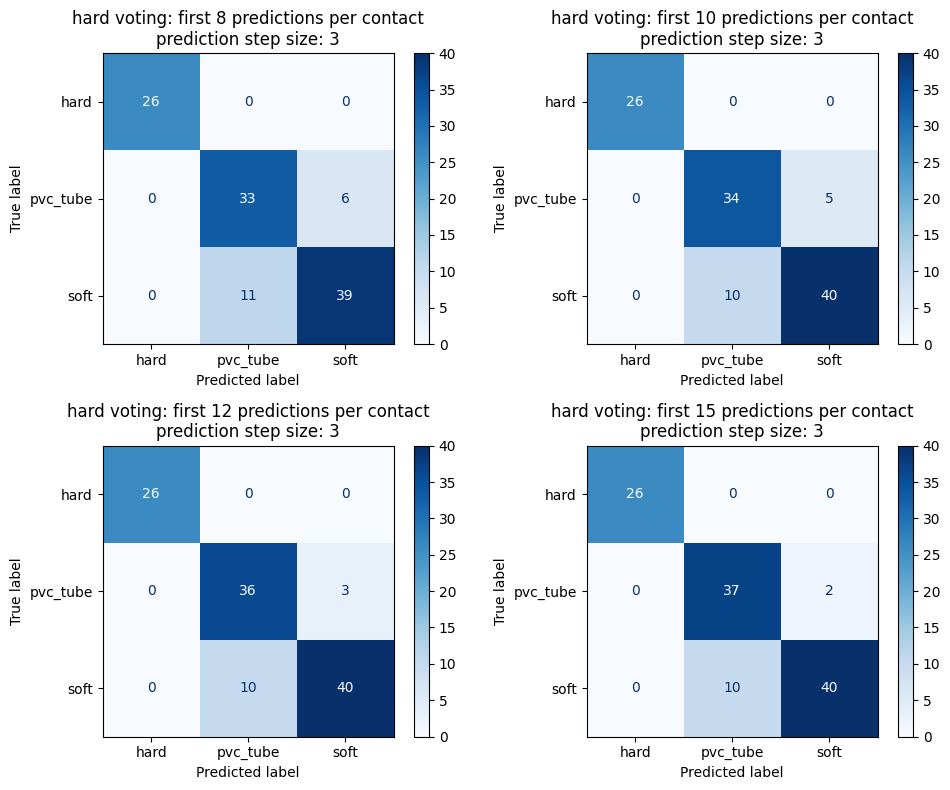 hard voting: first 8 predictions per contact
prediction step size: 3
hard 26 0 0
pvc_tube 0 33 6
soft 0 11 39
hard pvc_tube soft
Predicted label
True label
40
35
30
25
20
15
10
5
0
hard voting: first 10 predictions per contact
prediction step size: 3
hard 26 0 0
pvc_tube 0 34 5
soft 0 10 40
hard pvc_tube soft
Predicted label
True label
40
35
30
25
20
15
10
5
0
hard voting: first 12 predictions per contact
prediction step size: 3
hard 26 0 0
pvc_tube 0 36 3
soft 0 10 40
hard pvc_tube soft
Predicted label
True label
40
35
30
25
20
15
10
5
0
hard voting: first 15 predictions per contact
prediction step size: 3
hard 26 0 0
pvc_tube 0 37 2
soft 0 10 40
hard pvc_tube soft
Predicted label
True label
40
35
30
25
20
15
10
5
0